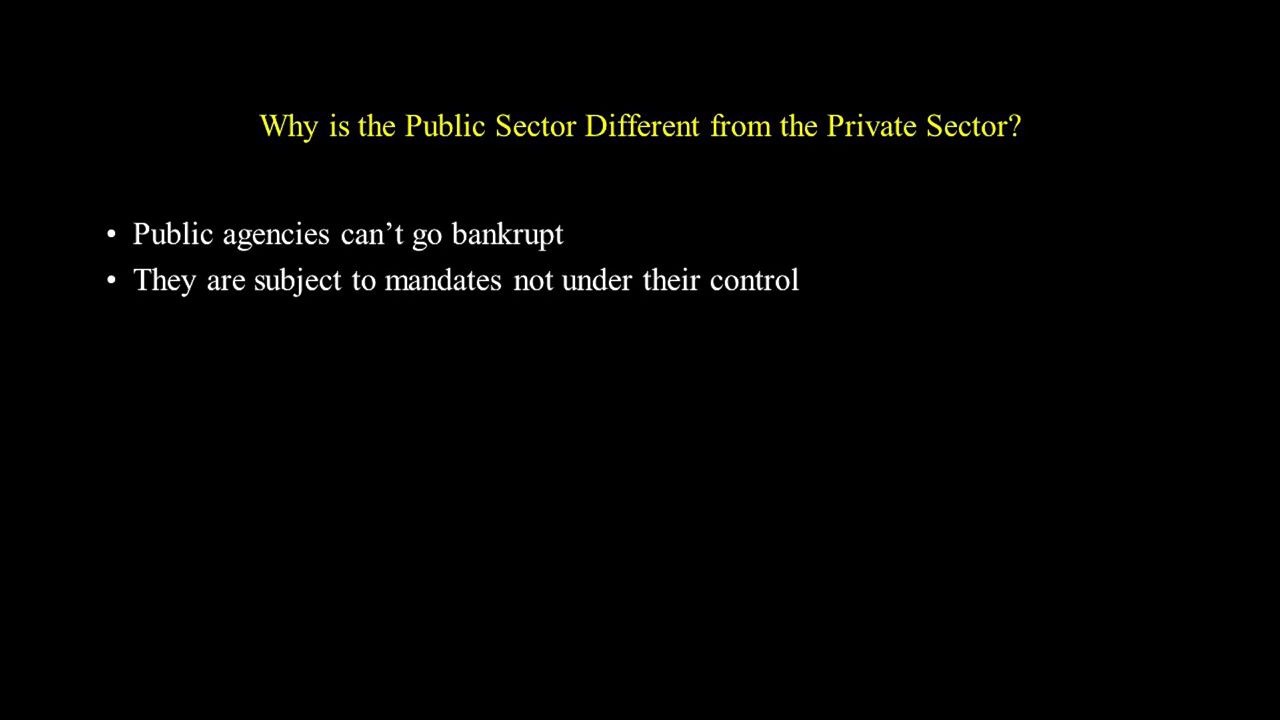 Why is the Public Sector Different from the Private Sector?
• Public agencies can’t go bankrupt
• They are subject to mandates not under their control